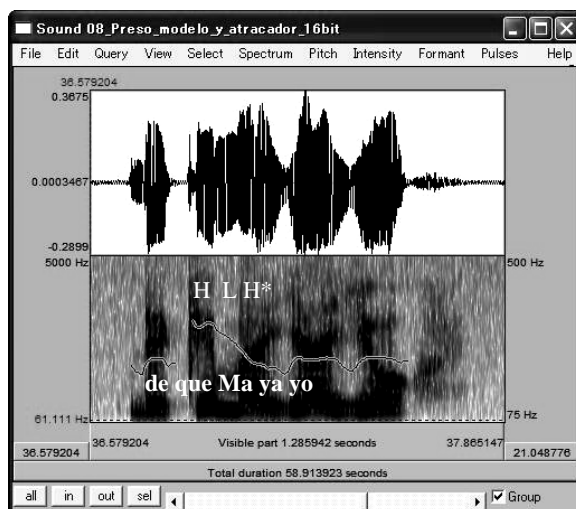 Sound 08_Preso_modelo_y_atracador_16bit
File Edit Query View Select Spectrum Pitch Intensity Formant Pulses Help
36.579204
0.3675
0.0003467
-0.2899
5000 Hz 500 Hz
H L H*
de que Ma ya yo
61.111 Hz 75 Hz
36.579204 36.579204 Visible part 1.285942 seconds 37.865147 21.048776
Total duration 58.913923 seconds
all in out sel Group